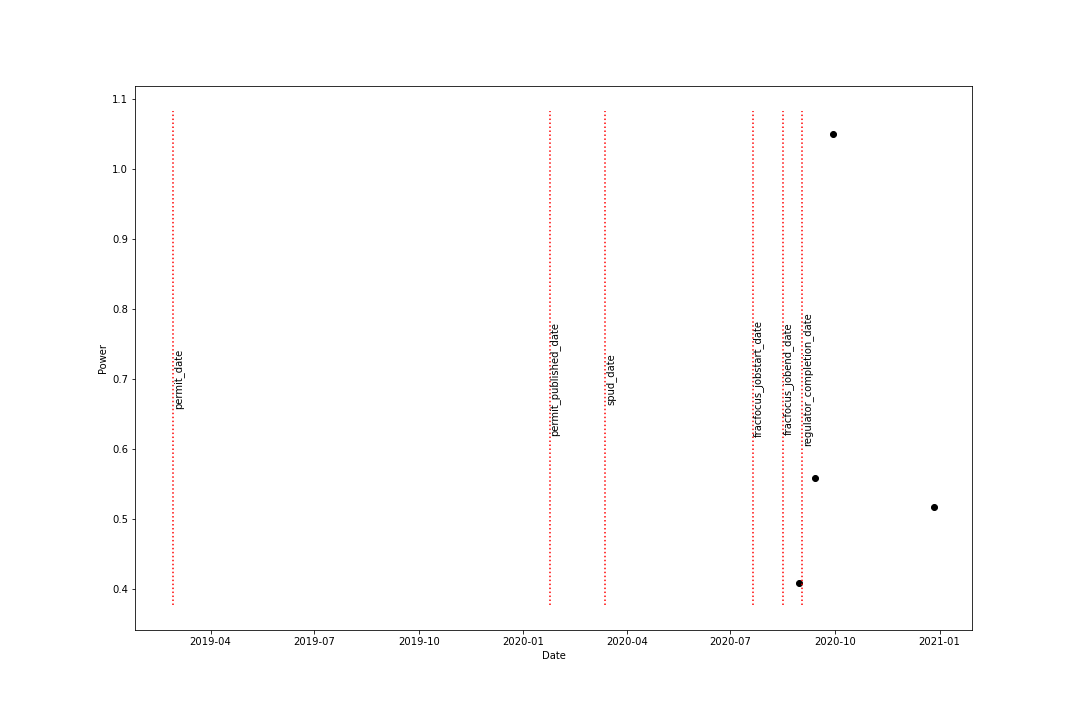 1.1
1.0
0.9
0.8
0.7
0.6
0.5
0.4
Power
permit_date
permit_published_date
spud_date
fracfocus_jobstart_date
fracfocus_jobend_date
regulator_completion_date
2019-04
2019-07
2019-10
2020-01
2020-04
2020-07
2020-10
2021-01
Date